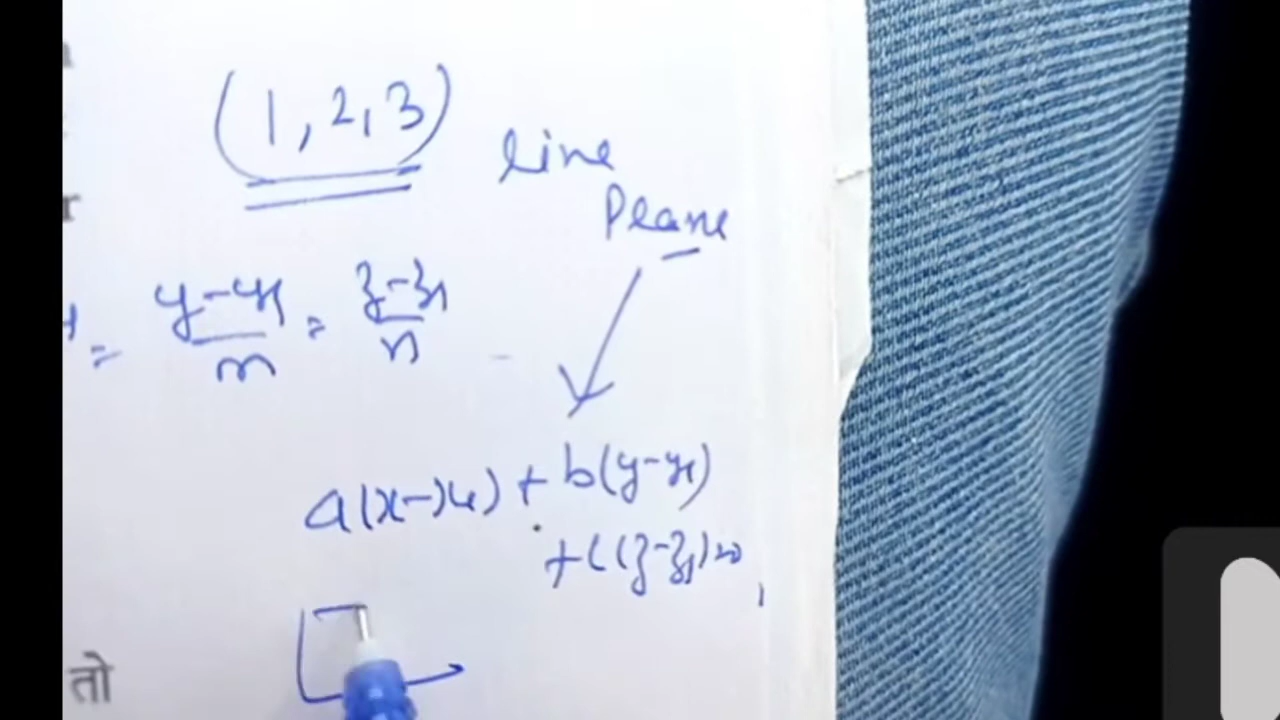 (1, 2, 3)
line
Plane
= (y-y₁)/m = (z-z₁)/n
a(x-x₁) + b(y-y₁)
+c(z-z₁)=0
तो